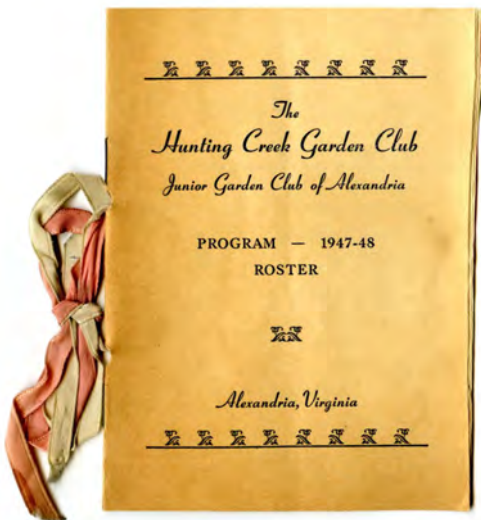 The
Hunting Creek Garden Club
Junior Garden Club of Alexandria
PROGRAM — 1947-48
ROSTER
Alexandria, Virginia